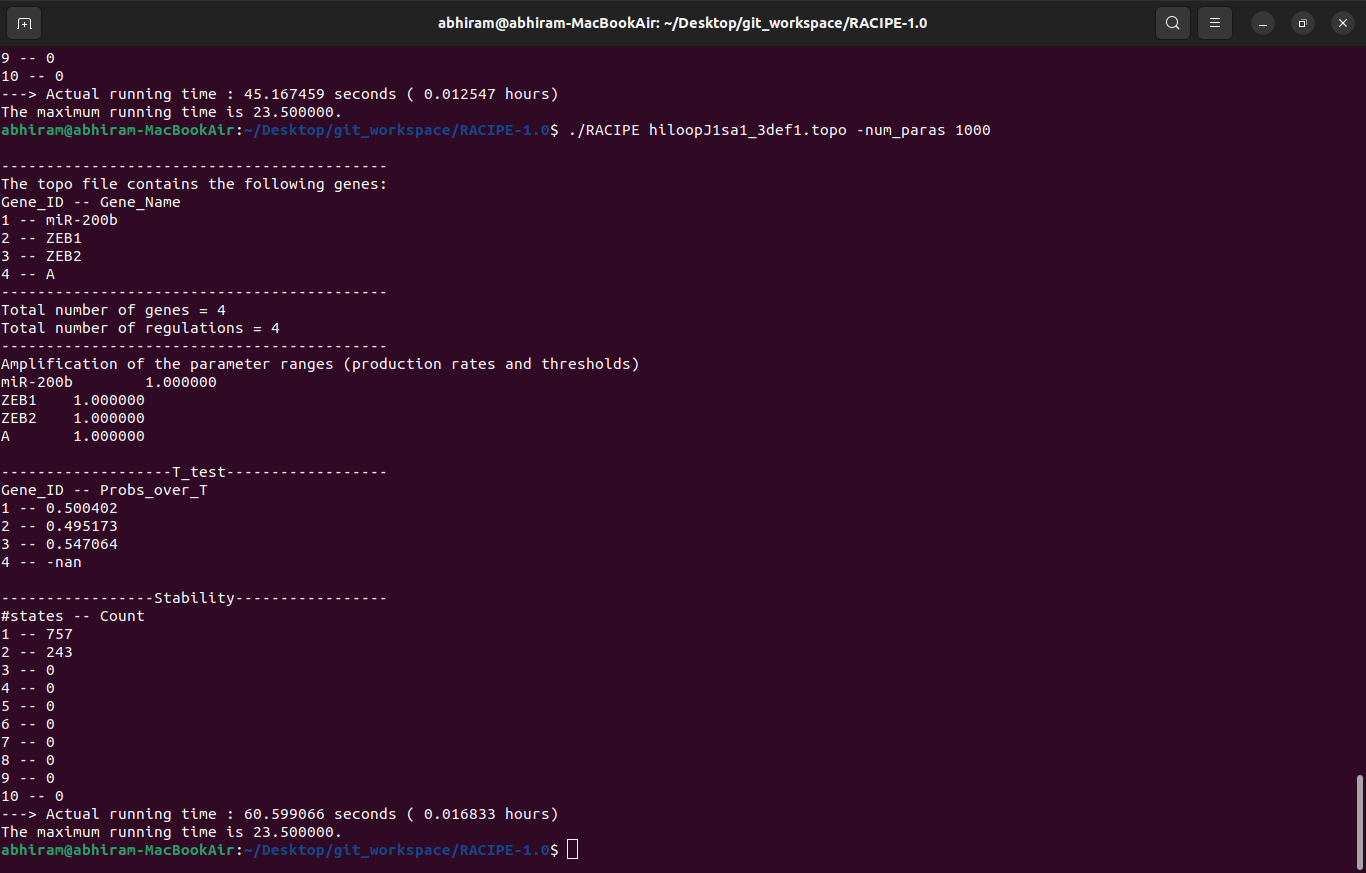 abhiram@abhiram-MacBookAir: ~/Desktop/git_workspace/RACIPE-1.0
9 -- 0
10 -- 0
---> Actual running time : 45.167459 seconds ( 0.012547 hours)
The maximum running time is 23.500000.
abhiram@abhiram-MacBookAir:~/Desktop/git_workspace/RACIPE-1.0$ ./RACIPE hiloopJ1sa1_3def1.topo -num_paras 1000
-------------------------------------------
The topo file contains the following genes:
Gene_ID -- Gene_Name
1 -- miR-200b
2 -- ZEB1
3 -- ZEB2
4 -- A
-------------------------------------------
Total number of genes = 4
Total number of regulations = 4
-------------------------------------------
Amplification of the parameter ranges (production rates and thresholds)
miR-200b        1.000000
ZEB1    1.000000
ZEB2    1.000000
A       1.000000
-------------------T_test------------------
Gene_ID -- Probs_over_T
1 -- 0.500402
2 -- 0.495173
3 -- 0.547064
4 -- -nan
-----------------Stability-----------------
#states -- Count
1 -- 757
2 -- 243
3 -- 0
4 -- 0
5 -- 0
6 -- 0
7 -- 0
8 -- 0
9 -- 0
10 -- 0
---> Actual running time : 60.599066 seconds ( 0.016833 hours)
The maximum running time is 23.500000.
abhiram@abhiram-MacBookAir:~/Desktop/git_workspace/RACIPE-1.0$